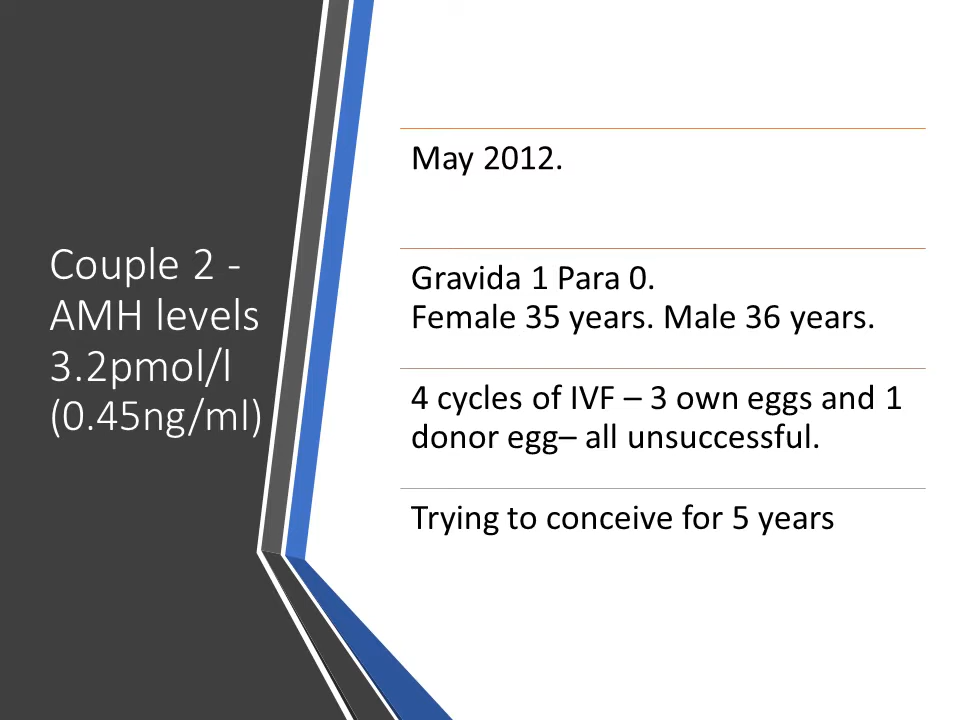 Couple 2 -
AMH levels
3.2pmol/l
(0.45ng/ml)
May 2012.
Gravida 1 Para 0.
Female 35 years. Male 36 years.
4 cycles of IVF – 3 own eggs and 1
donor egg– all unsuccessful.
Trying to conceive for 5 years